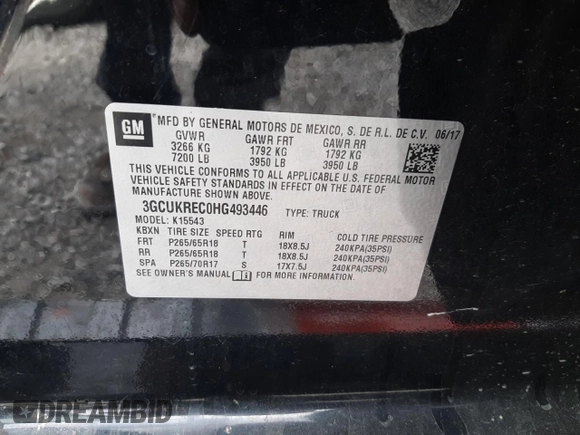 GM
MFD BY GENERAL MOTORS DE MEXICO, S. DE R.L. DE C.V. 06/17
GVWR GAWR FRT GAWR RR
3266 KG 1792 KG 1792 KG
7200 LB 3950 LB 3950 LB
THIS VEHICLE CONFORMS TO ALL APPLICABLE U.S. FEDERAL MOTOR
VEHICLE SAFETY STANDARDS IN EFFECT ON THE DATE OF
MANUFACTURE SHOWN ABOVE.
3GCUKREC0HG493446 TYPE: TRUCK
MODEL: K15543
KBXN TIRE SIZE SPEED RTG RIM COLD TIRE PRESSURE
FRT P265/65R18 T 18X8.5J 240KPA(35PSI)
RR P265/65R18 T 18X8.5J 240KPA(35PSI)
SPA P265/70R17 S 17X7.5J 240KPA(35PSI)
SEE OWNER'S MANUAL FOR MORE INFORMATION.
DREAMBID